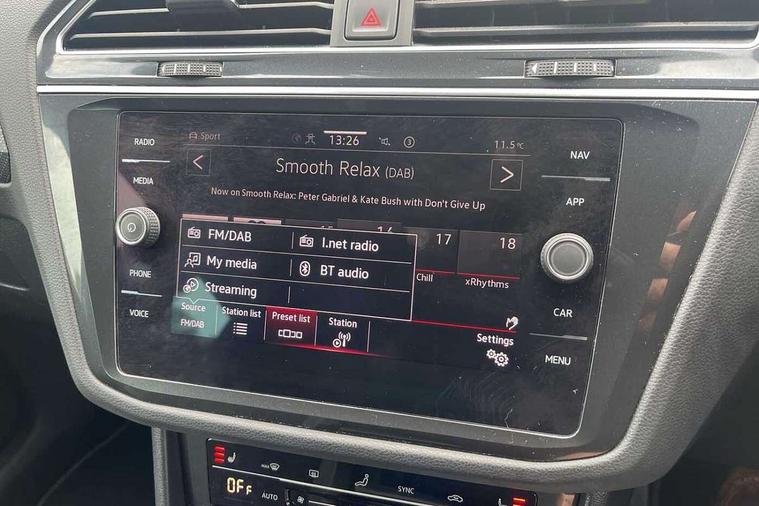 RADIO
MEDIA
PHONE
VOICE
Sport
13:26
3
11.5°C
Smooth Relax (DAB)
Now on Smooth Relax: Peter Gabriel & Kate Bush with Don't Give Up
FM/DAB
I.net radio
My media
BT audio
Streaming
17
18
Chill
xRhythms
Source
FM/DAB
Station list
Preset list
Station
Settings
NAV
APP
CAR
MENU
OFF
AUTO
MAX
SYNC